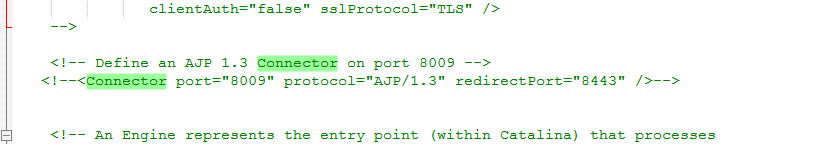 clientAuth="false" sslProtocol="TLS" />
-->
<!-- Define an AJP 1.3 Connector on port 8009 -->
<!--<Connector port="8009" protocol="AJP/1.3" redirectPort="8443" />-->
<!-- An Engine represents the entry point (within Catalina) that processes